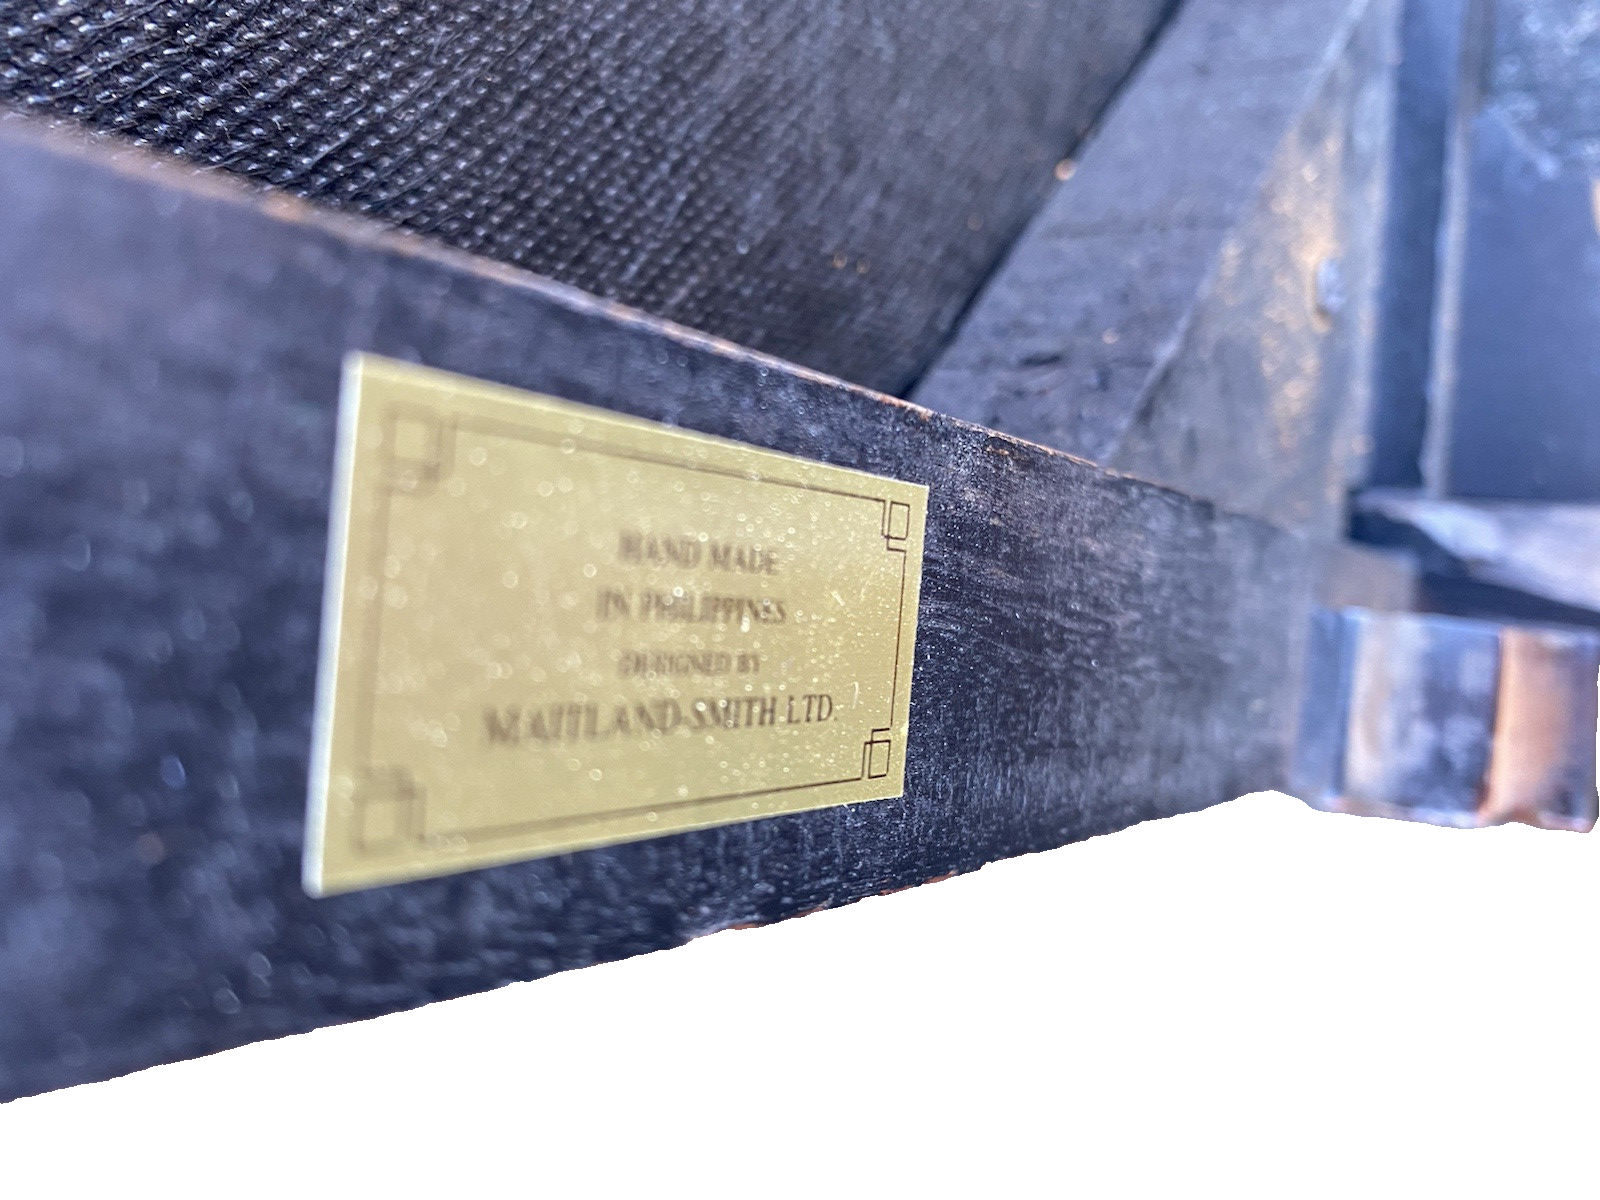 HAND MADE
IN PHILIPPINES
DESIGNED BY
MAITLAND-SMITH LTD.